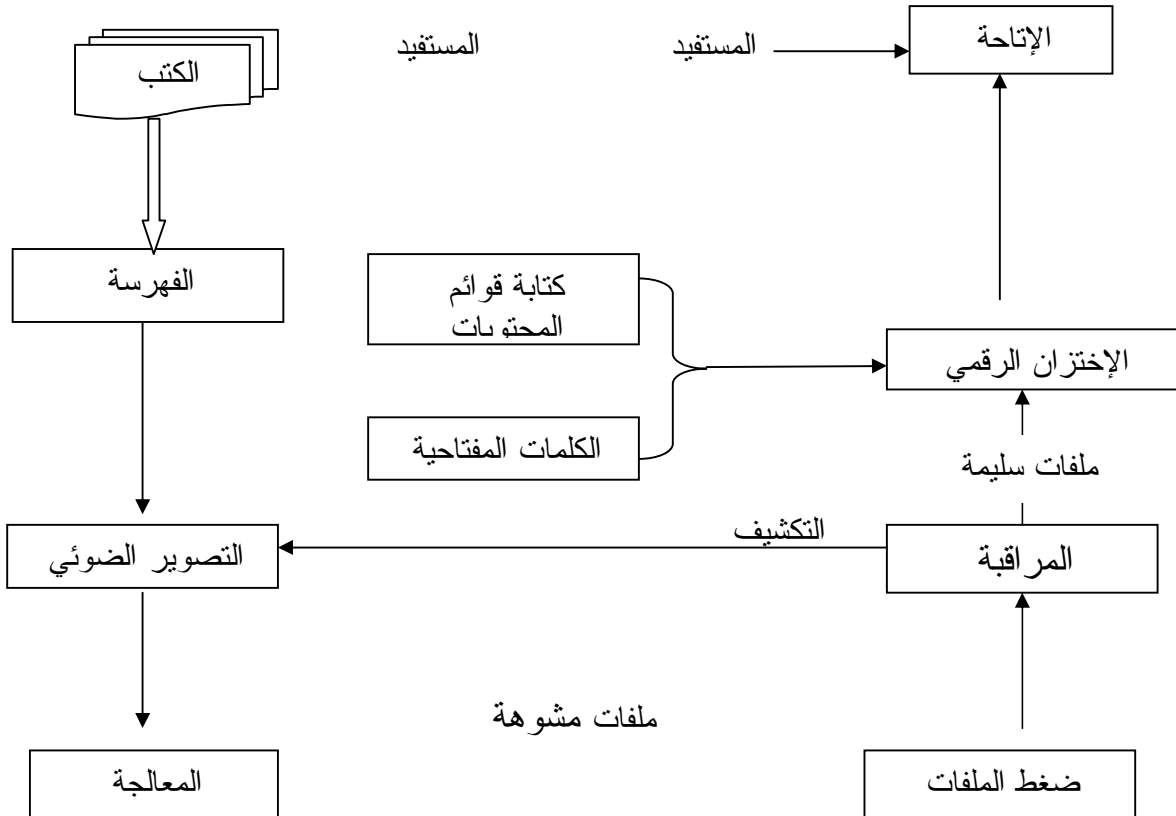 الإتاحة
المستفيد
المستفيد
الكتب
الفهرسة
كتابة قوائم
المحتويات
الإختزان الرقمي
الكلمات المفتاحية
ملفات سليمة
التكشيف
التصوير الضوئي
المراقبة
ملفات مشوهة
المعالجة
ضغط الملفات